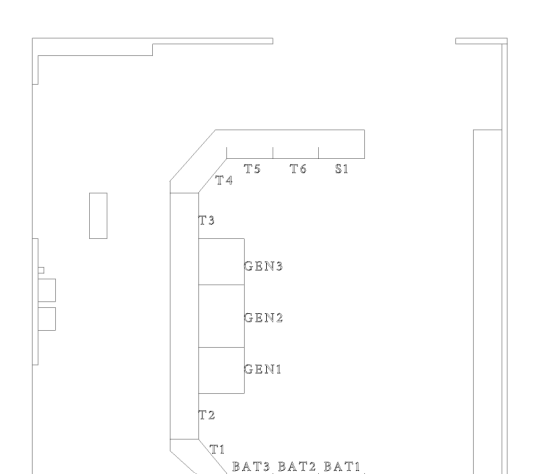 T5 T6 S1
T4
T3
GEN3
GEN2
GEN1
T2
T1
BAT3 BAT2 BAT1